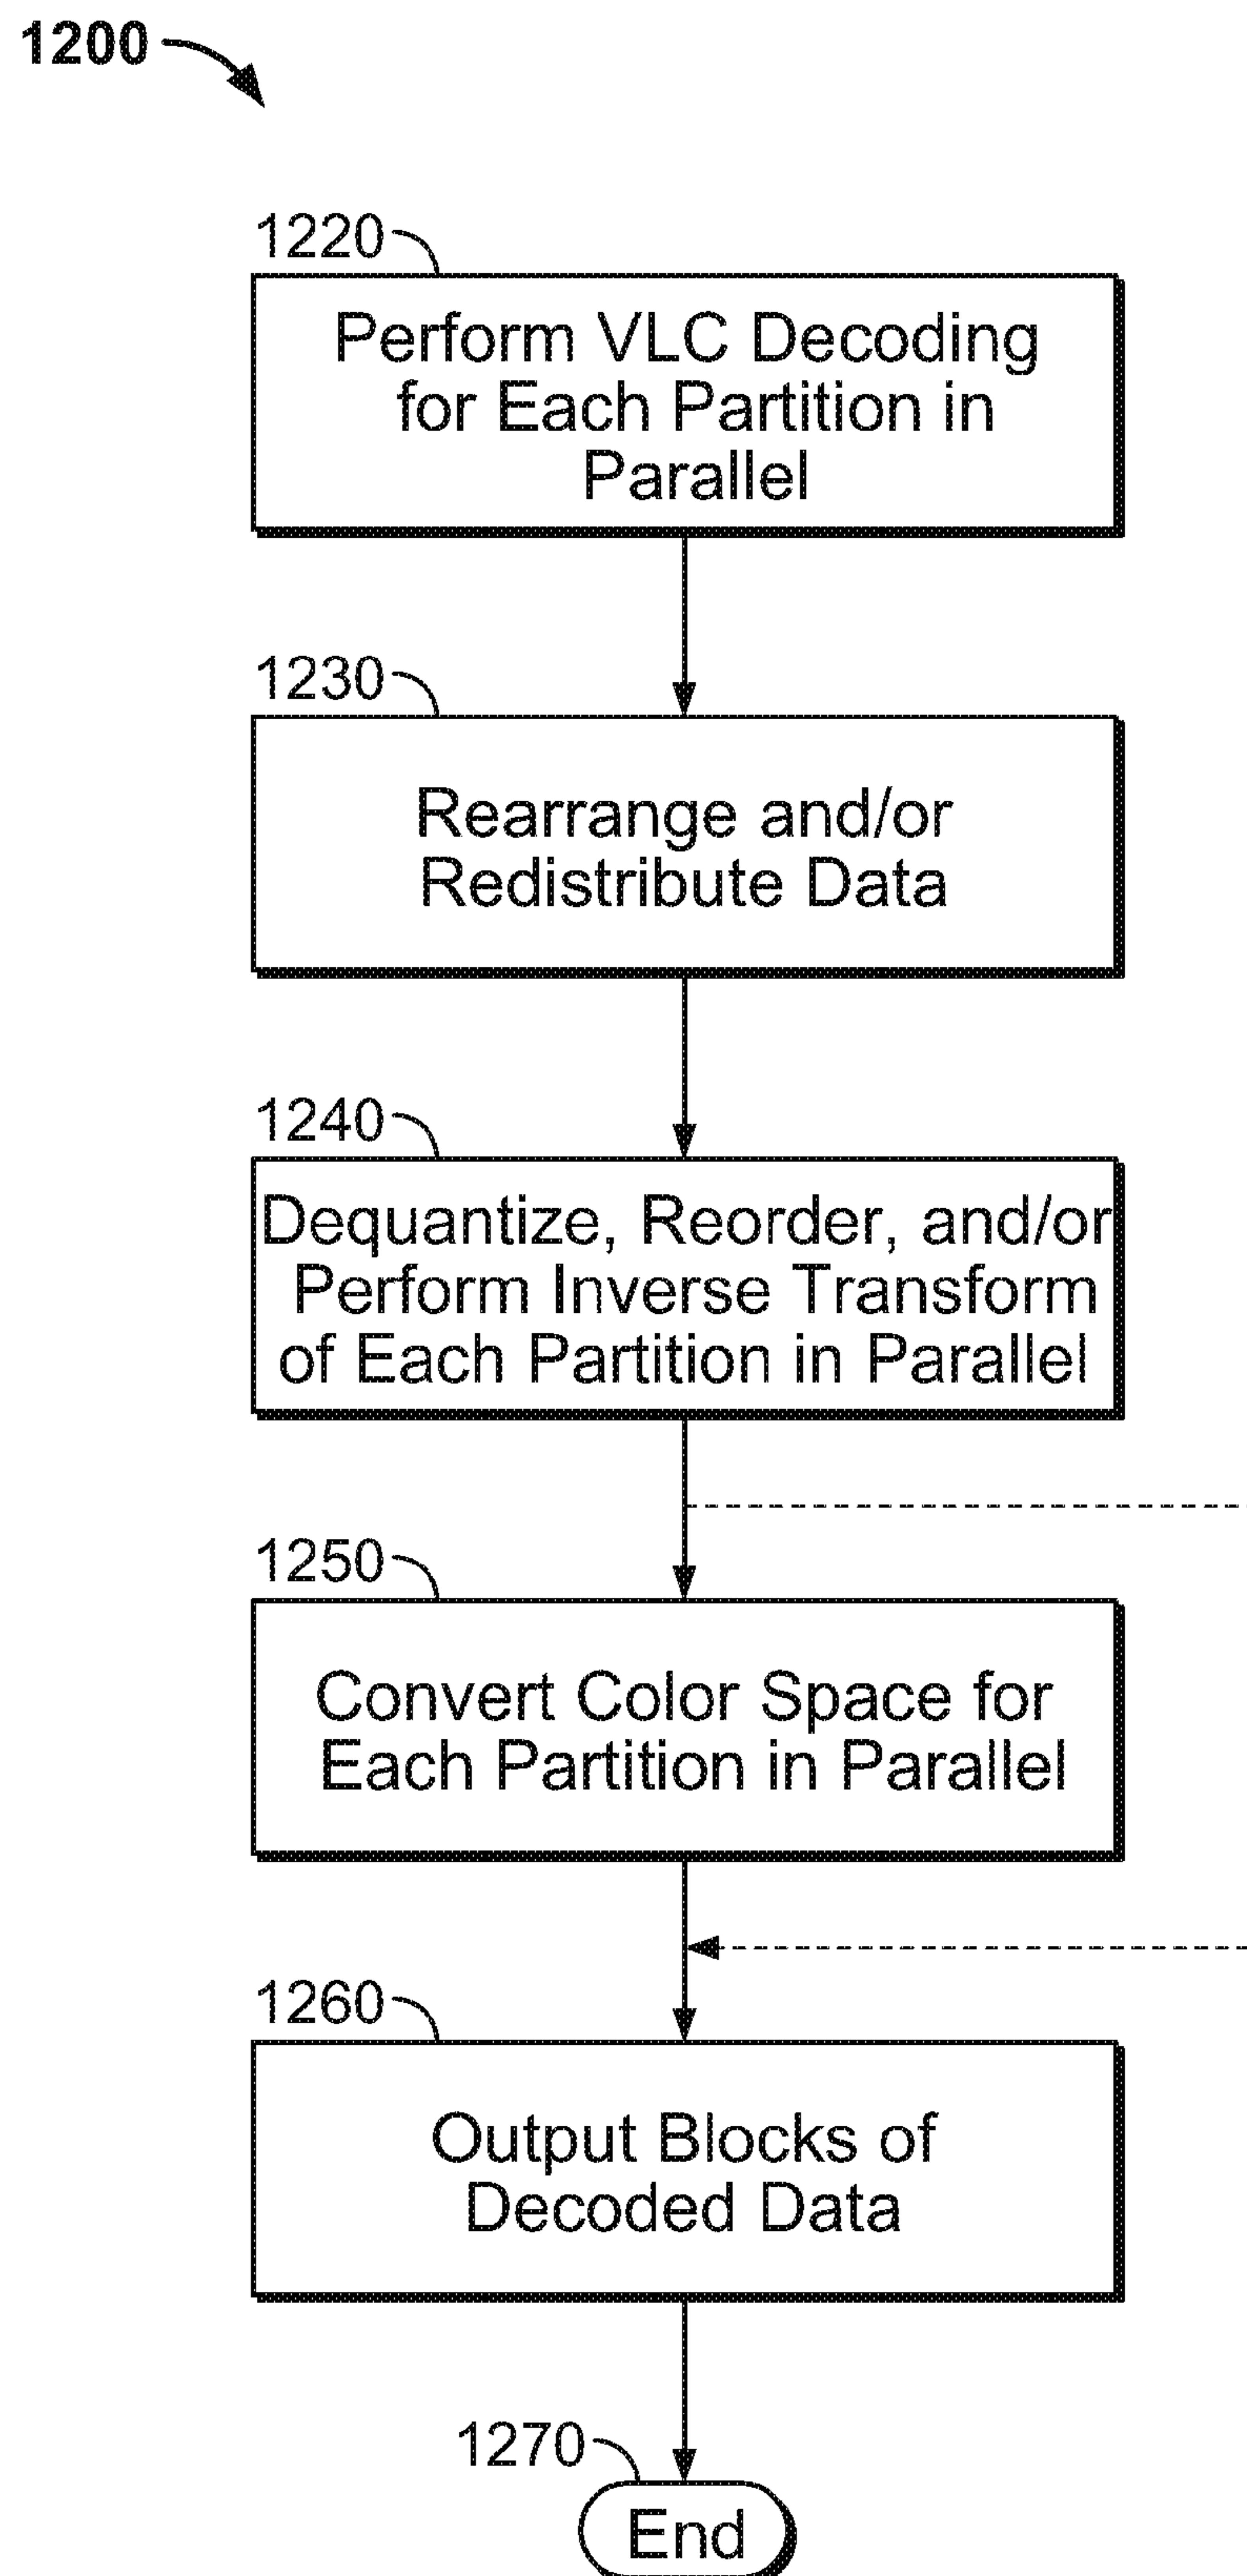 1200
1220
Perform VLC Decoding
for Each Partition in
Parallel
1230
Rearrange and/or
Redistribute Data
1240
Dequantize, Reorder, and/or
Perform Inverse Transform
of Each Partition in Parallel
1250
Convert Color Space for
Each Partition in Parallel
1260
Output Blocks of
Decoded Data
1270
End